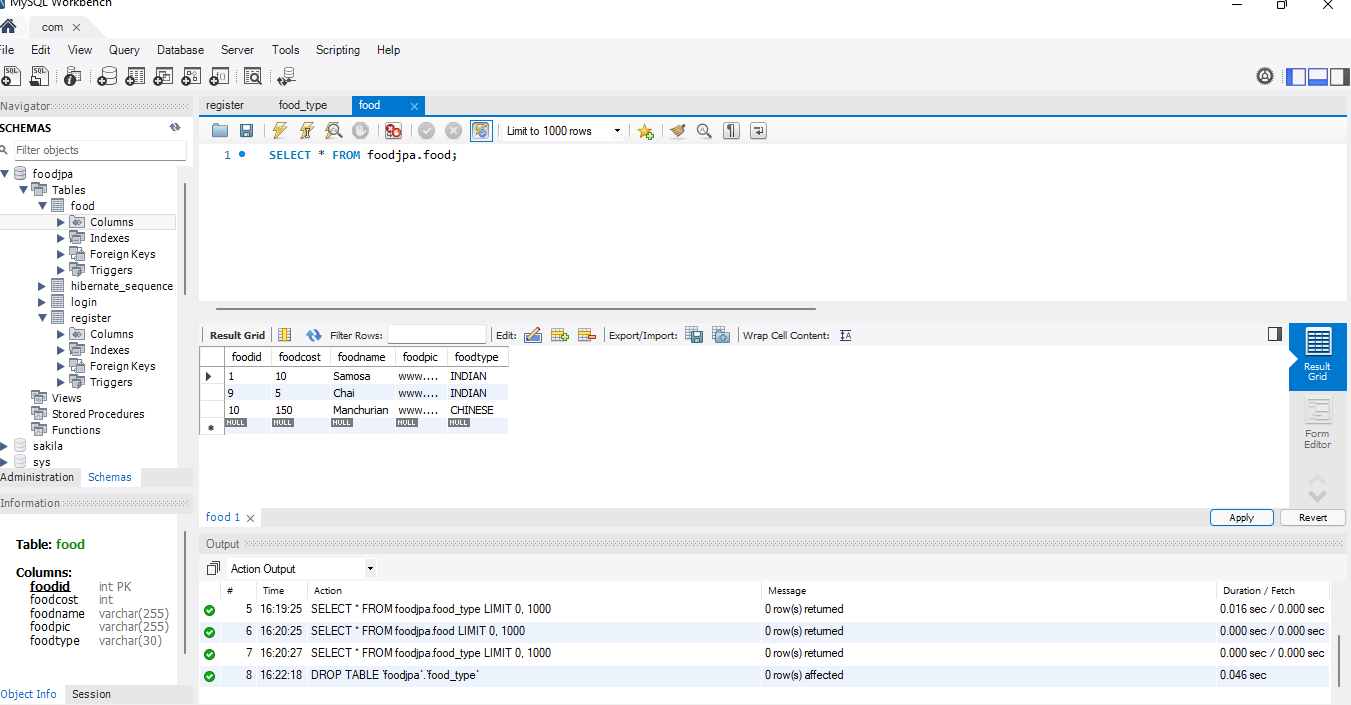 MySQL Workbench
com
ile Edit View Query Database Server Tools Scripting Help
Navigator
SCHEMAS
Filter objects
foodjpa
Tables
food
Columns
Indexes
Foreign Keys
Triggers
hibernate_sequence
login
register
Columns
Indexes
Foreign Keys
Triggers
Views
Stored Procedures
Functions
sakila
sys
Administration Schemas
Information
Table: food
Columns:
foodid int PK
foodcost int
foodname varchar(255)
foodpic varchar(255)
foodtype varchar(30)
Object Info Session
register food_type food
Limit to 1000 rows
1 SELECT * FROM foodjpa.food;
Result Grid Filter Rows: Edit: Export/Import: Wrap Cell Content:
foodid foodcost foodname foodpic foodtype
1 10 Samosa www.... INDIAN
9 5 Chai www.... INDIAN
10 150 Manchurian www.... CHINESE
NULL NULL NULL NULL NULL
Result
Grid
Form
Editor
food 1
Apply Revert
Output
Action Output
# Time Action Message Duration / Fetch
5 16:19:25 SELECT * FROM foodjpa.food_type LIMIT 0, 1000 0 row(s) returned 0.016 sec / 0.000 sec
6 16:20:25 SELECT * FROM foodjpa.food LIMIT 0, 1000 0 row(s) returned 0.000 sec / 0.000 sec
7 16:20:27 SELECT * FROM foodjpa.food_type LIMIT 0, 1000 0 row(s) returned 0.000 sec / 0.000 sec
8 16:22:18 DROP TABLE `foodjpa`.`food_type` 0 row(s) affected 0.046 sec